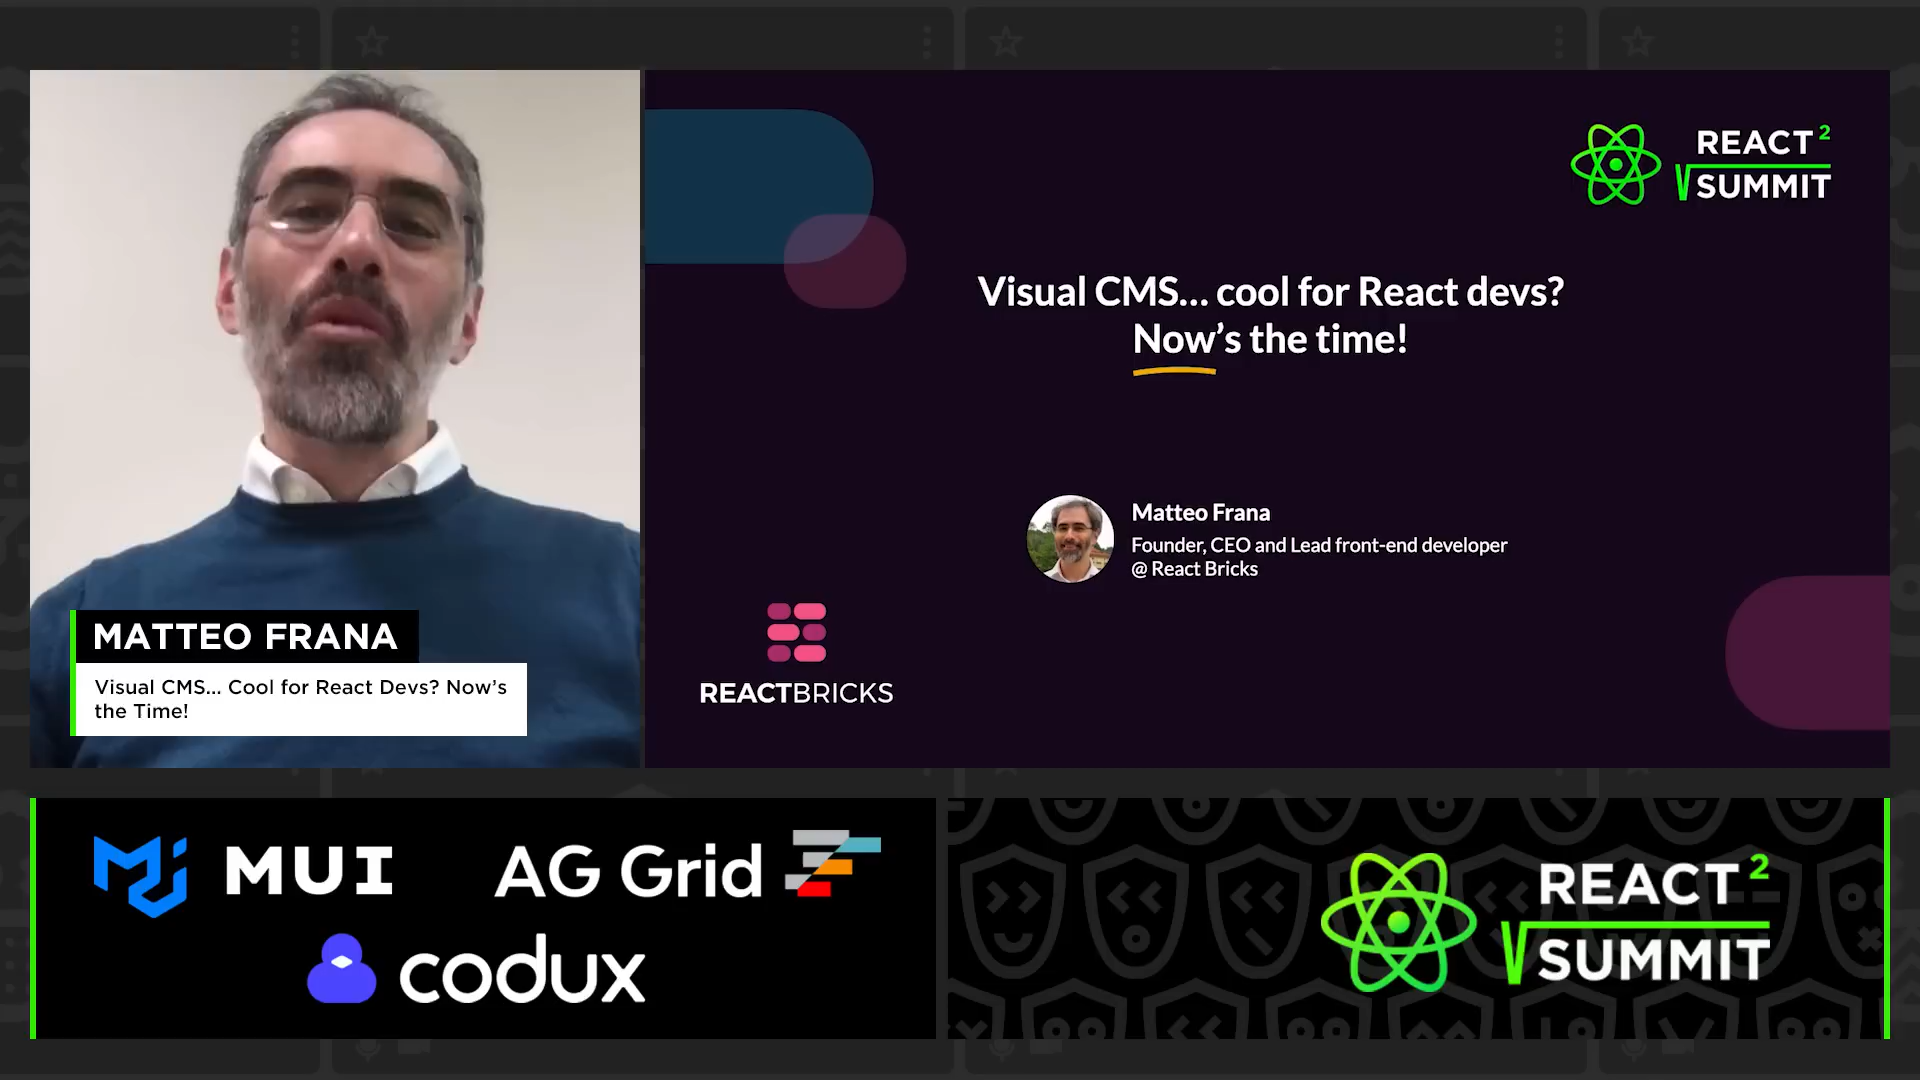 REACT 2
SUMMIT
Visual CMS... cool for React devs?
Now's the time!
Matteo Frana
Founder, CEO and Lead front-end developer
@ React Bricks
REACTBRICKS
MATTEO FRANA
Visual CMS... Cool for React Devs? Now's
the Time!
MUI
AG Grid
codux
REACT 2
SUMMIT